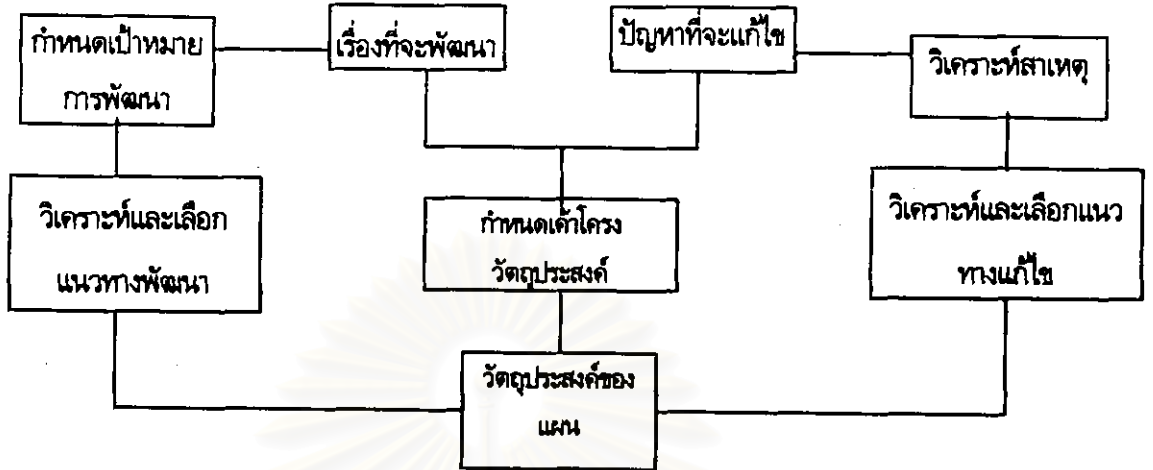 กำหนดเป้าหมาย
การพัฒนา
เรื่องที่จะพัฒนา
ปัญหาที่จะแก้ไข
วิเคราะห์สาเหตุ
วิเคราะห์และเลือก
แนวทางพัฒนา
กำหนดเค้าโครง
วัตถุประสงค์
วิเคราะห์และเลือกแนว
ทางแก้ไข
วัตถุประสงค์ของ
แผน